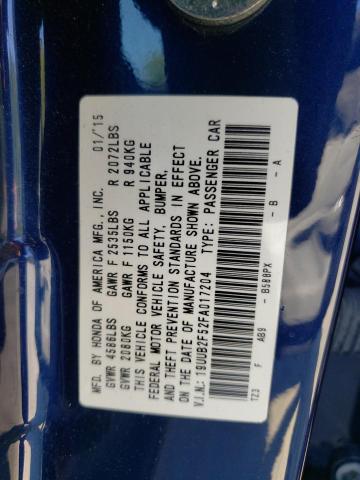 MFD. BY HONDA OF AMERICA MFG., INC. 01/'15
GVWR 4586LBS GAWR F 2535LBS R 2072LBS
GVWR 2080KG GAWR F 1150KG R 940KG
THIS VEHICLE CONFORMS TO ALL APPLICABLE
FEDERAL MOTOR VEHICLE SAFETY, BUMPER,
AND THEFT PREVENTION STANDARDS IN EFFECT
ON THE DATE OF MANUFACTURE SHOWN ABOVE.
V.I.N.: 19UUB2F52FA017204 TYPE: PASSENGER CAR
TZ3 F AB9 - B588PX - B - A